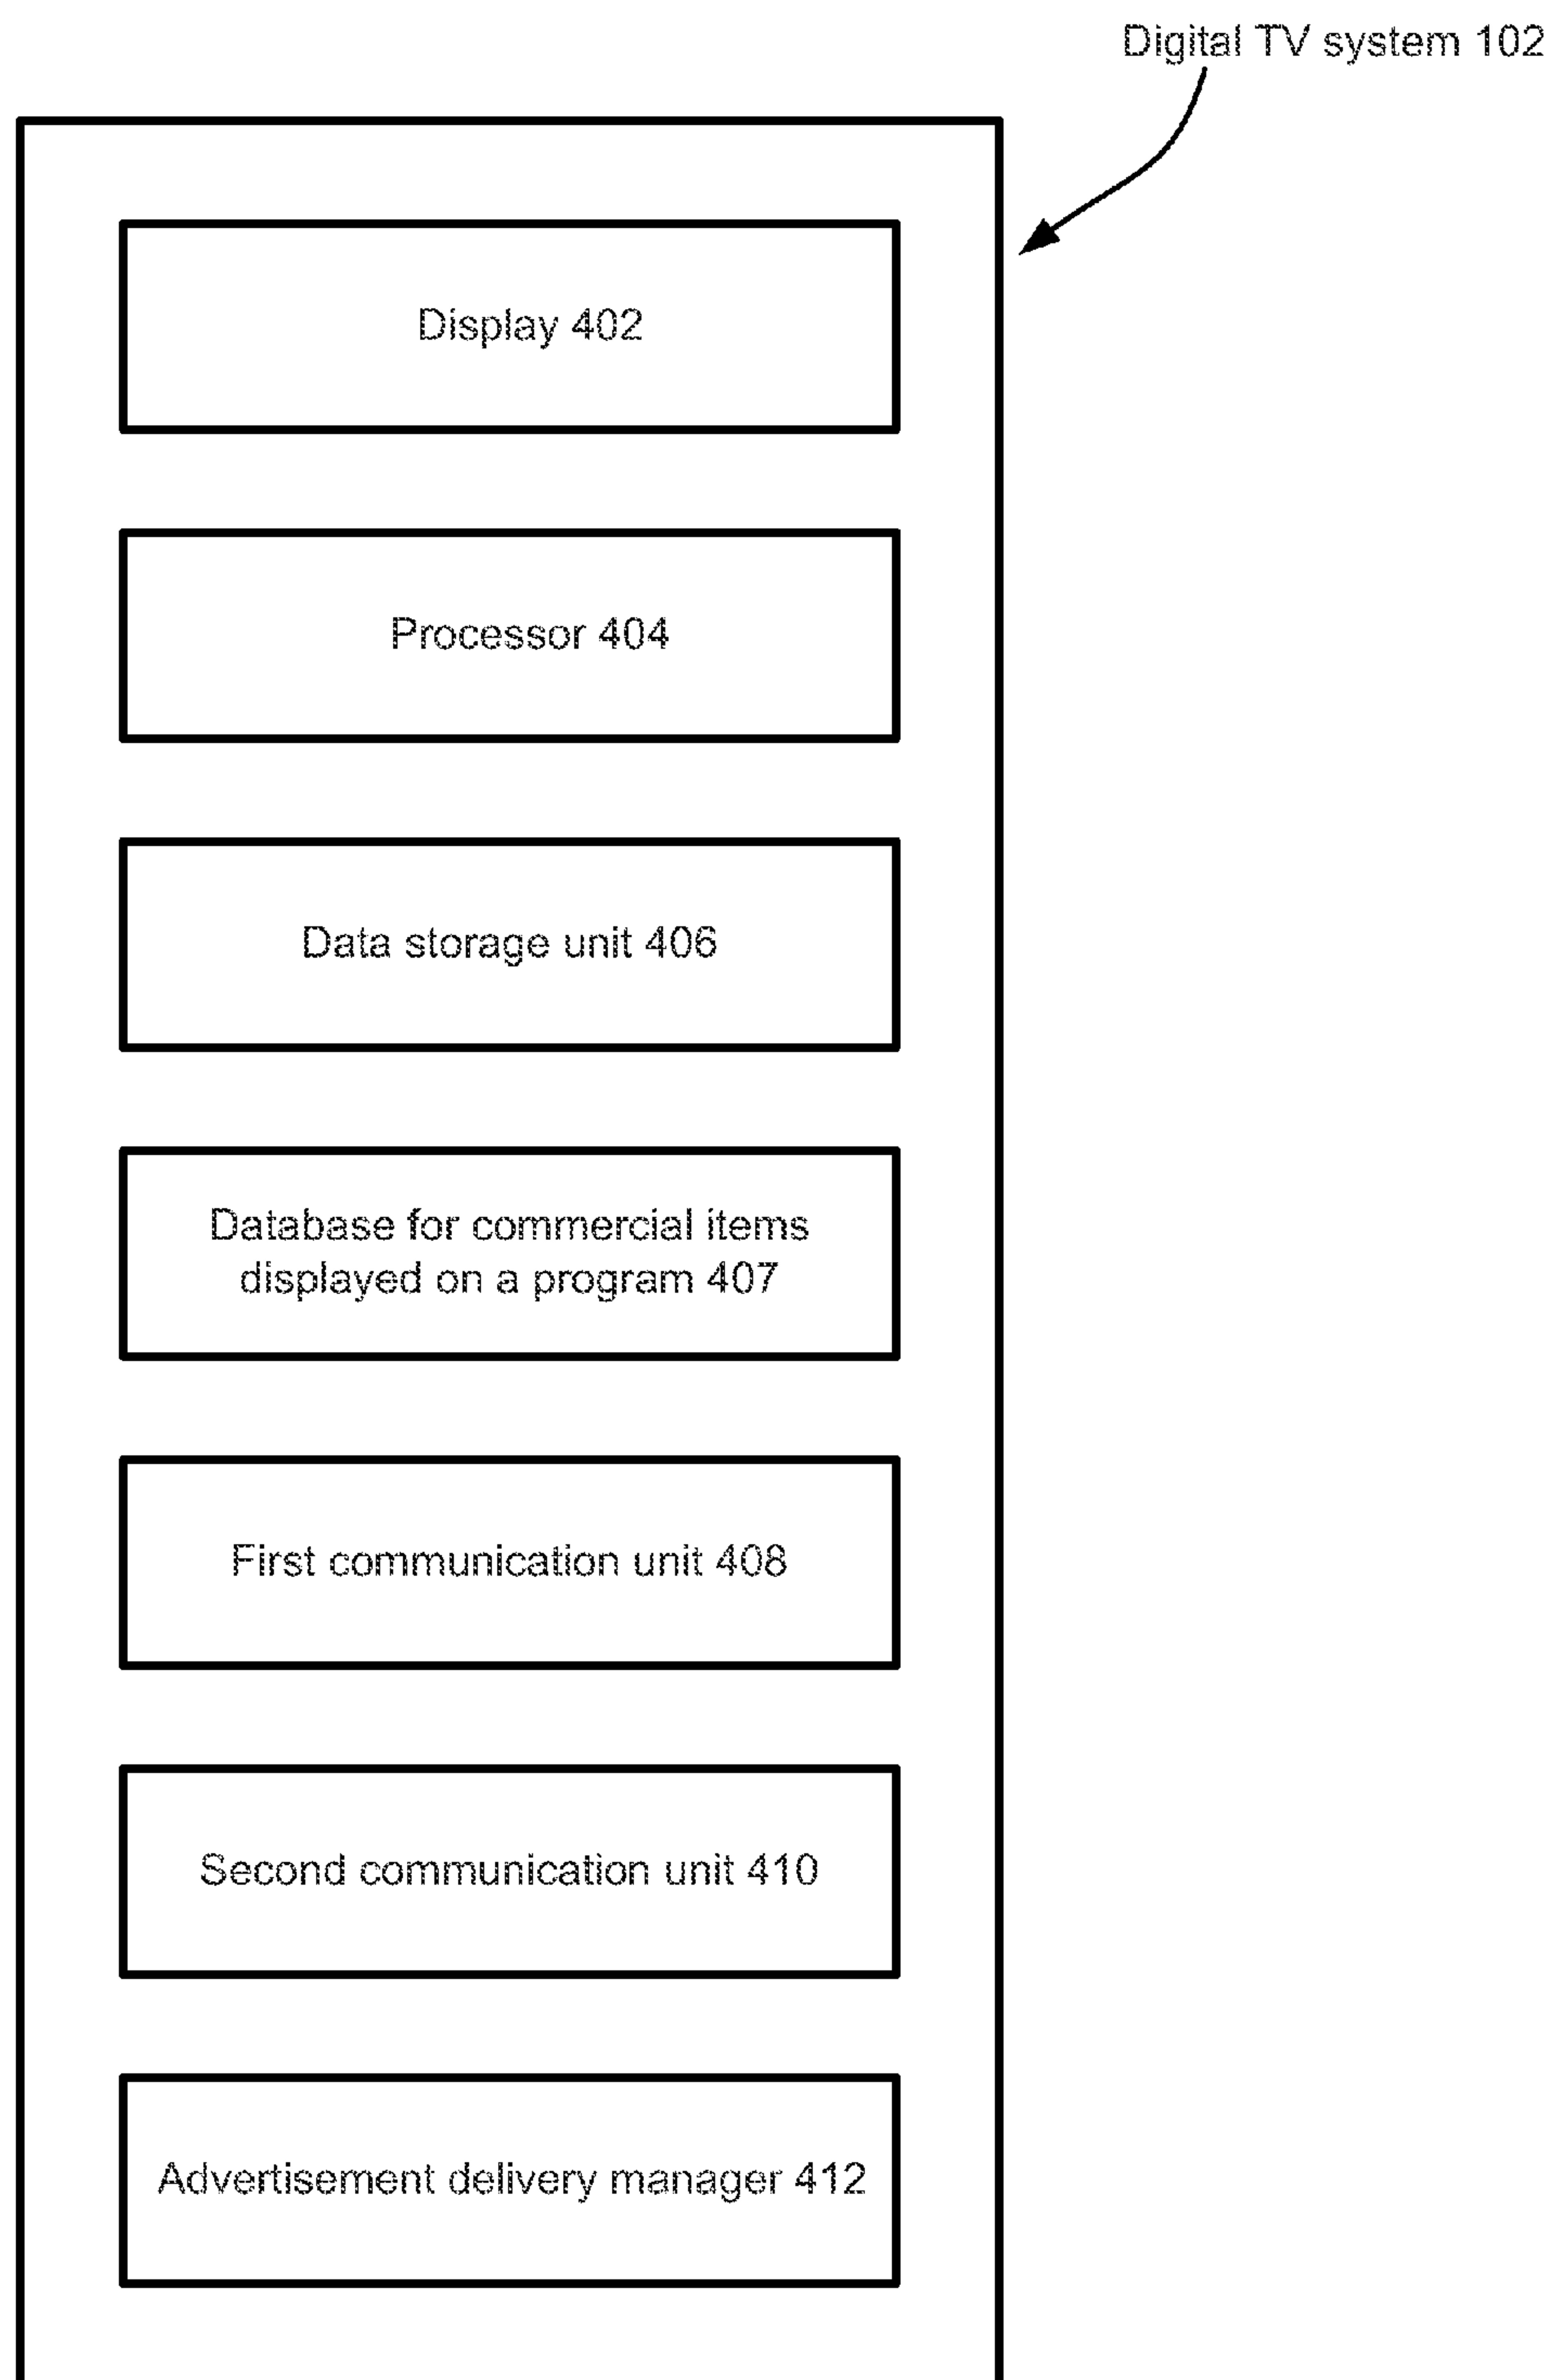 Digital TV system 102
Display 402
Processor 404
Data storage unit 406
Database for commercial items
displayed on a program 407
First communication unit 408
Second communication unit 410
Advertisement delivery manager 412